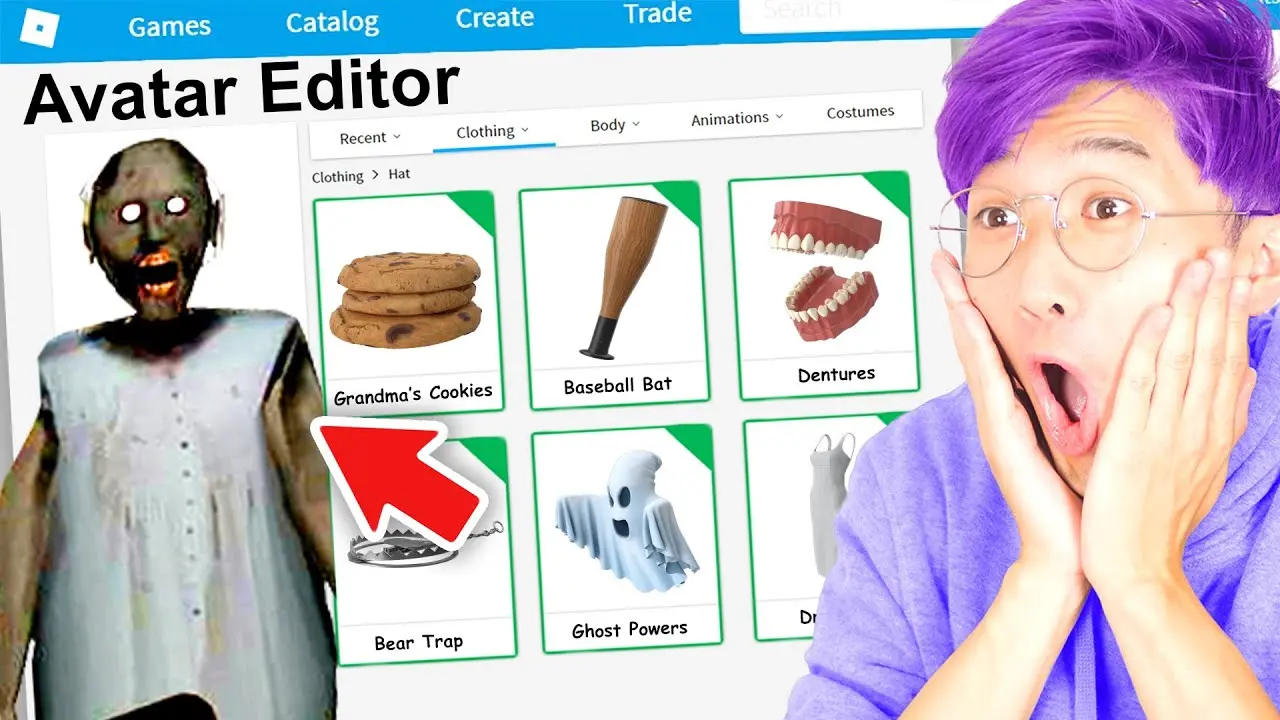 Games Catalog Create Trade Search
Avatar Editor
Recent Clothing Body Animations Costumes
Clothing > Hat
Grandma's Cookies Baseball Bat Dentures
Bear Trap Ghost Powers